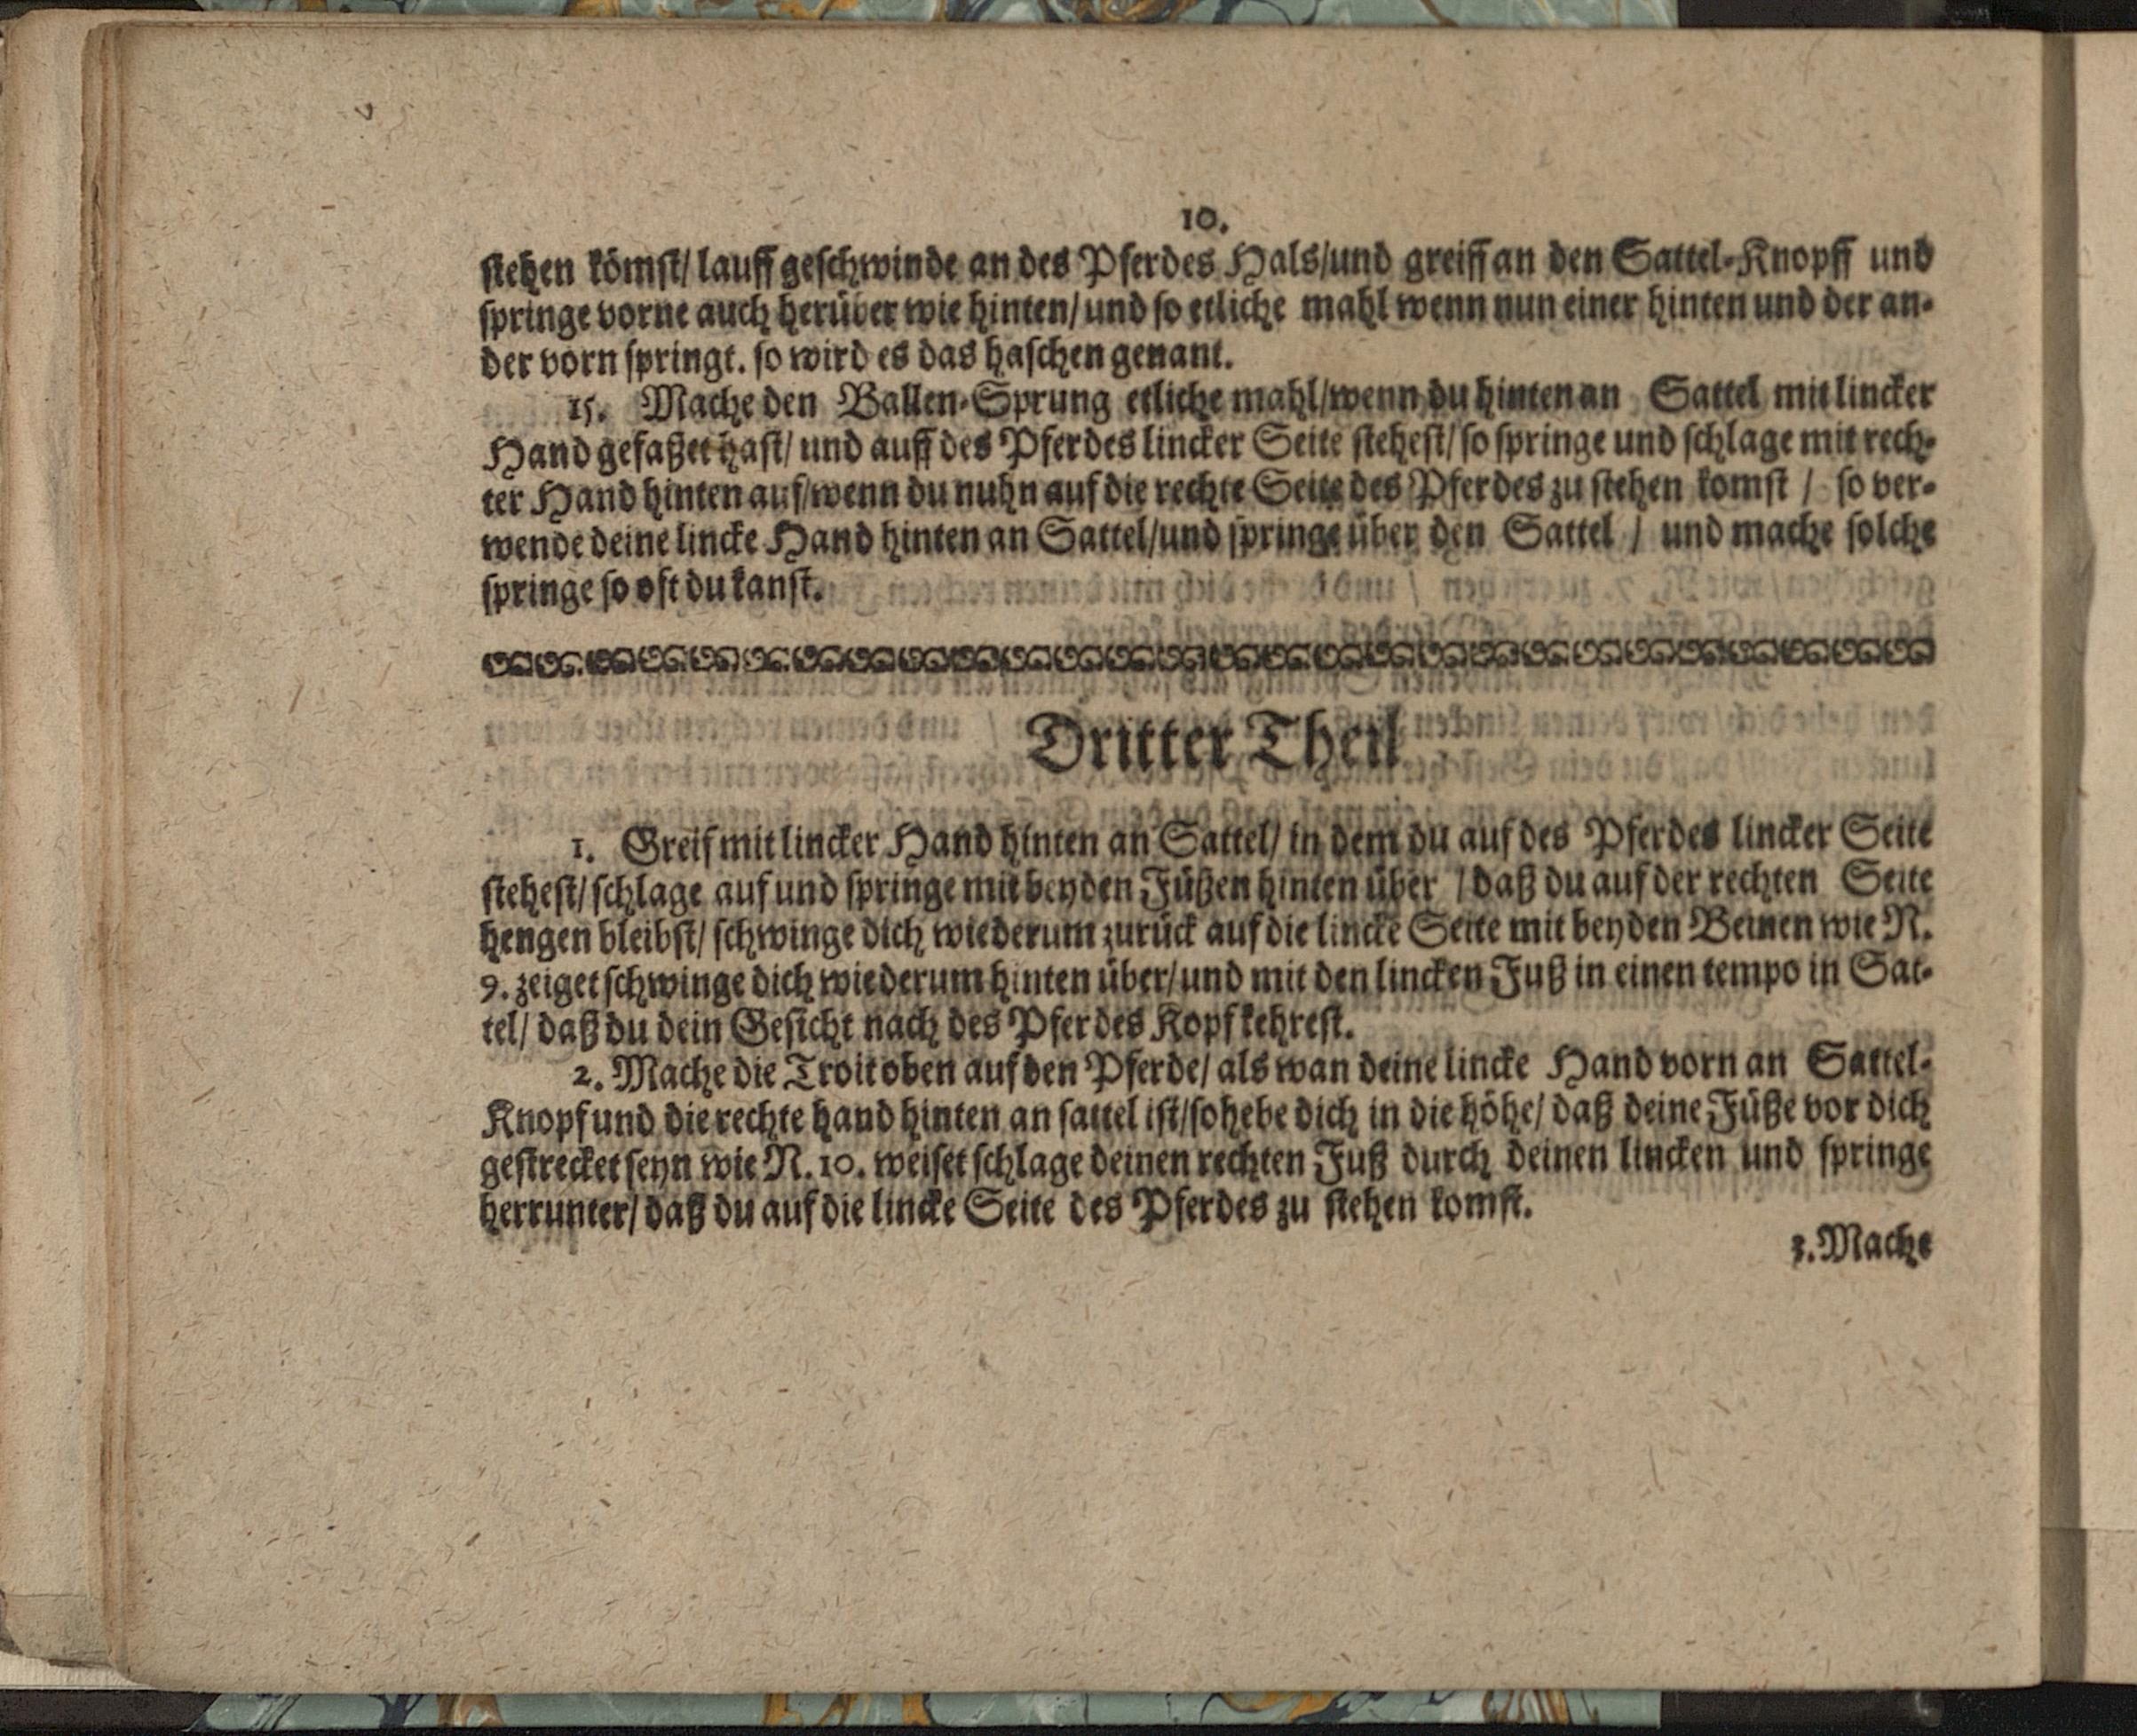 10.
stehen kömst/ lauff geschwinde an des Pferdes Hals/und greiff an den Sattel-Knopff und
springe vorne auch herüber wie hinten/ und so etliche mahl wenn nun einer hinten und der an-
der vorn springt. so wird es das haschen genant.
15. Mache den Ballen-Sprung etliche mahl/wenn du hinten an Sattel mit lincker
Hand gefaßet hast/ und auff des Pferdes lincker Seite stehest/ so springe und schlage mit rech-
ter Hand hinten auf/wenn du nuhn auf die rechte Seite des Pferdes zu stehen komst / so ver-
wende deine lincke Hand hinten an Sattel/und springe über den Sattel / und mache solche
springe so oft du kanst.
Dritter Theil
1. Greif mit lincker Hand hinten an Sattel/ in dem du auf des Pferdes lincker Seite
stehest/ schlage auf und springe mit beyden Füßen hinten über / daß du auf der rechten Seite
hengen bleibst/ schwinge dich wiederum zurück auf die lincke Seite mit beyden Beinen wie N.
9. zeiget schwinge dich wiederum hinten über/ und mit den lincken Fuß in einen tempo in Sat-
tel/ daß du dein Gesicht nach des Pferdes Kopf kehrest.
2. Mache die Troit oben auf den Pferde/ als wan deine lincke Hand vorn an Sattel-
Knopf und die rechte hand hinten an sattel ist/so hebe dich in die höhe/ daß deine Füße vor dich
gestrecket seyn wie N. 10. weiset schlage deinen rechten Fuß durch deinen lincken und springe
herrunter/ daß du auf die lincke Seite des Pferdes zu stehen komst.
3. Mache